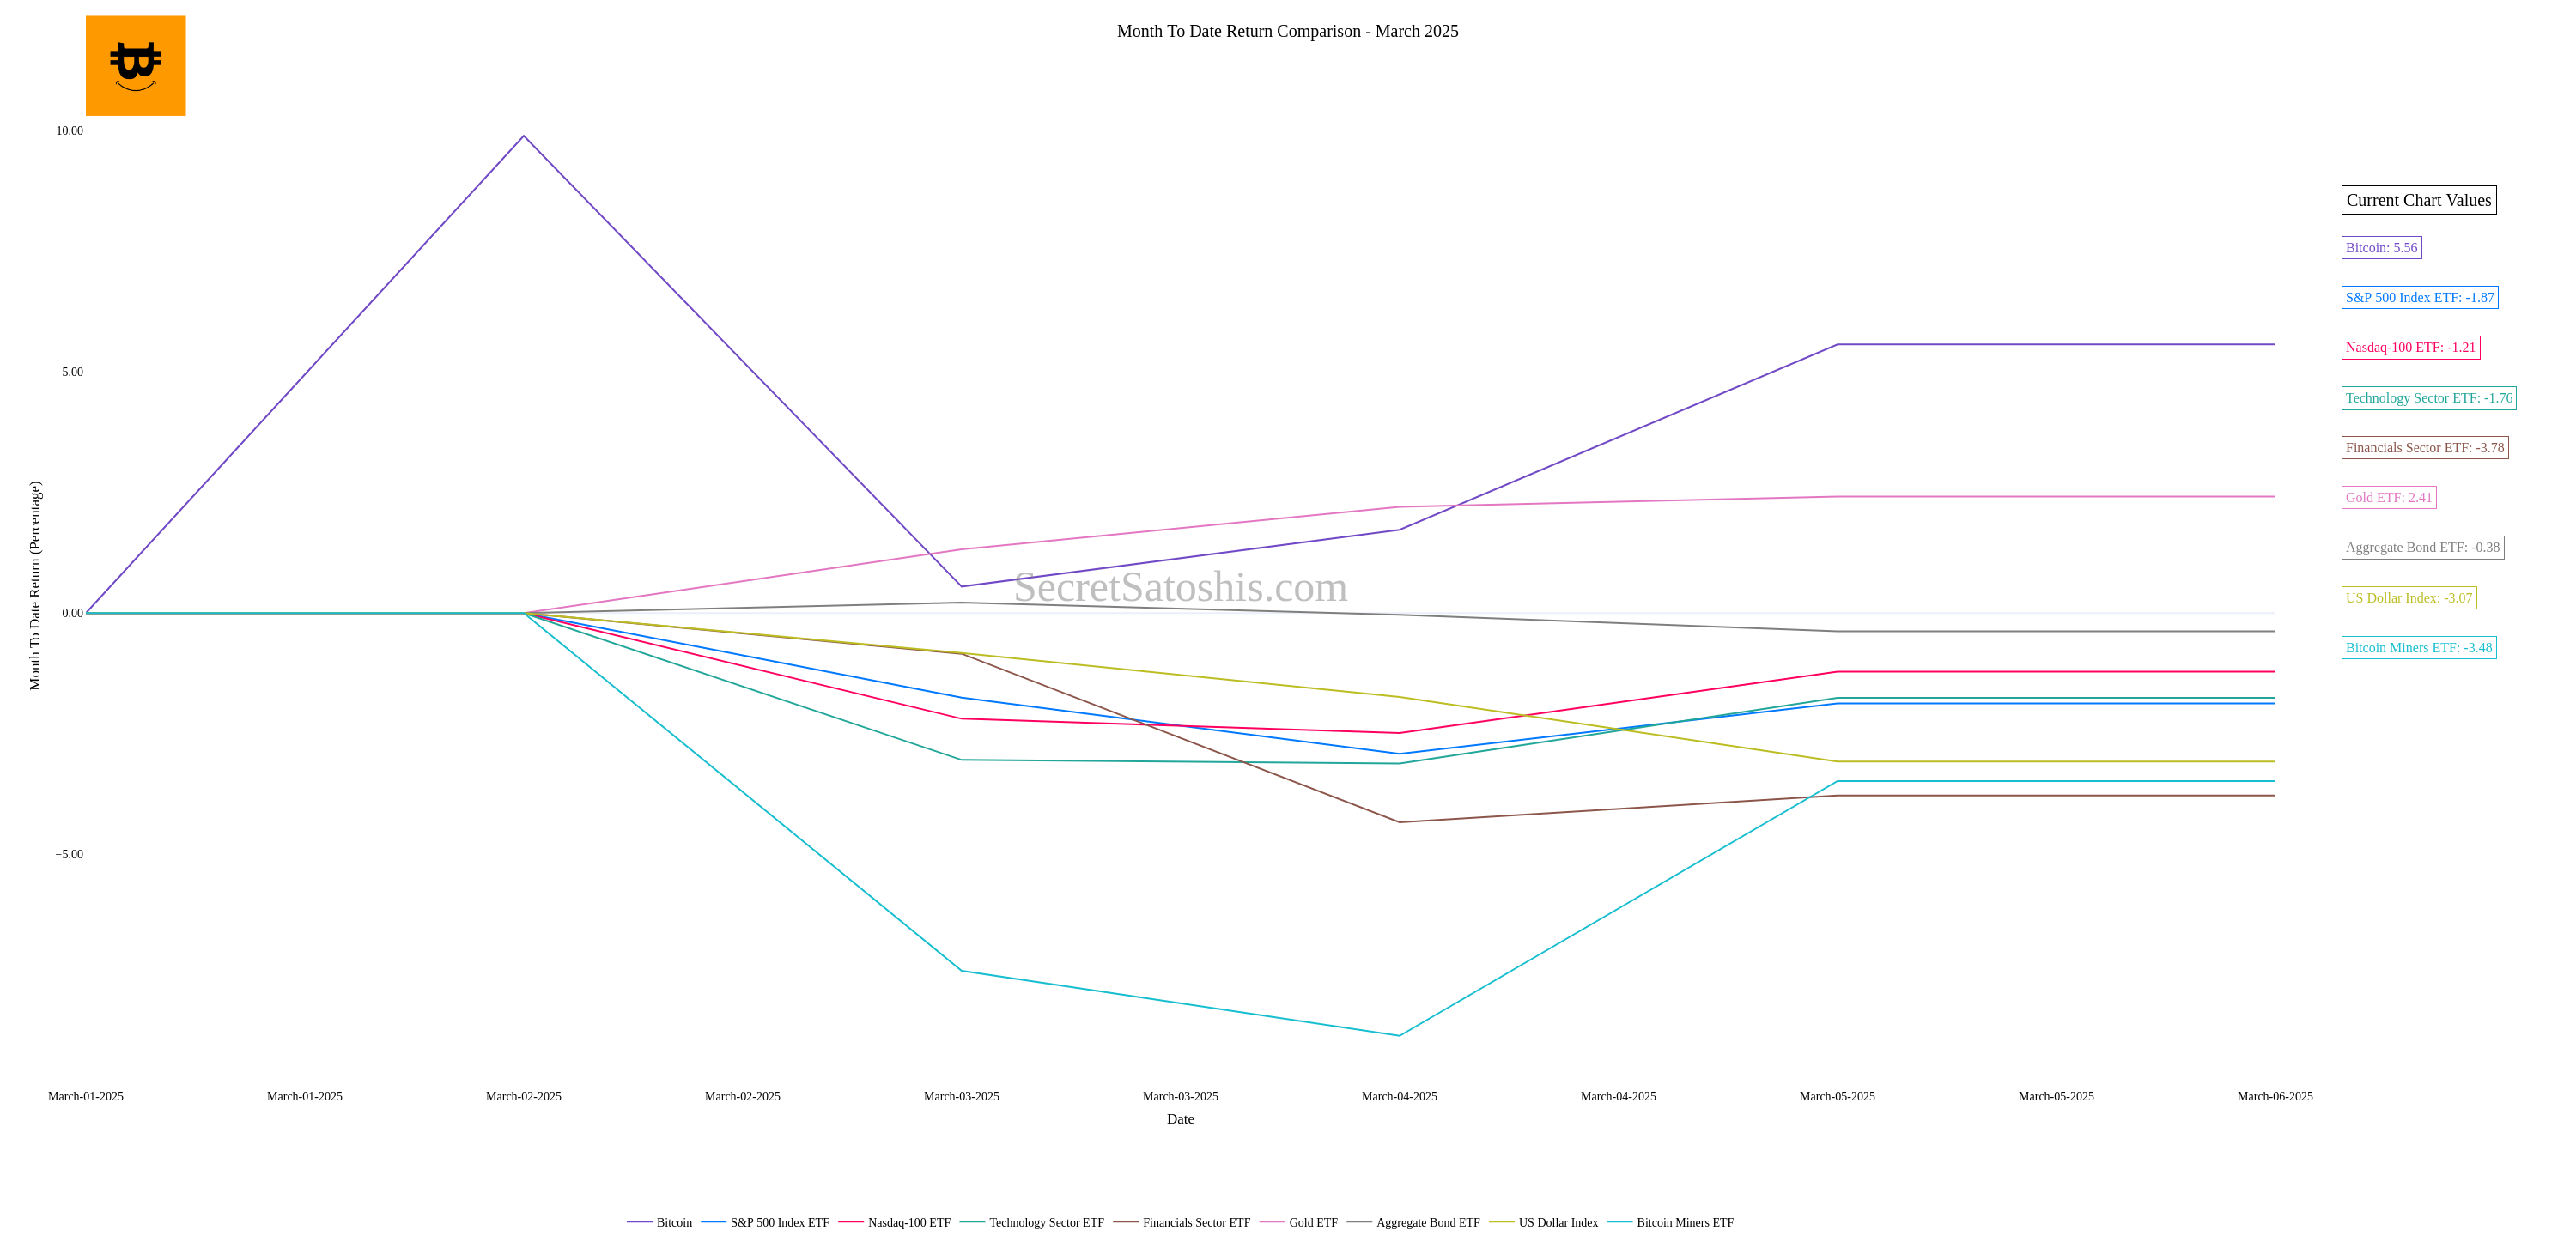 Month To Date Return Comparison - March 2025
10.00
5.00
0.00
−5.00
Month To Date Return (Percentage)
SecretSatoshis.com
Current Chart Values
Bitcoin: 5.56
S&P 500 Index ETF: -1.87
Nasdaq-100 ETF: -1.21
Technology Sector ETF: -1.76
Financials Sector ETF: -3.78
Gold ETF: 2.41
Aggregate Bond ETF: -0.38
US Dollar Index: -3.07
Bitcoin Miners ETF: -3.48
March-01-2025 March-01-2025 March-02-2025 March-02-2025 March-03-2025 March-03-2025 March-04-2025 March-04-2025 March-05-2025 March-05-2025 March-06-2025
Date
Bitcoin S&P 500 Index ETF Nasdaq-100 ETF Technology Sector ETF Financials Sector ETF Gold ETF Aggregate Bond ETF US Dollar Index Bitcoin Miners ETF